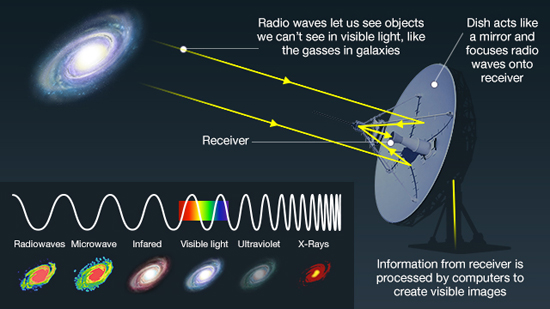 Radio waves let us see objects
we can't see in visible light, like
the gasses in galaxies
Dish acts like
a mirror and
focuses radio
waves onto
receiver
Receiver
Radiowaves
Microwave
Infared
Visible light
Ultraviolet
X-Rays
Information from receiver is
processed by computers to
create visible images